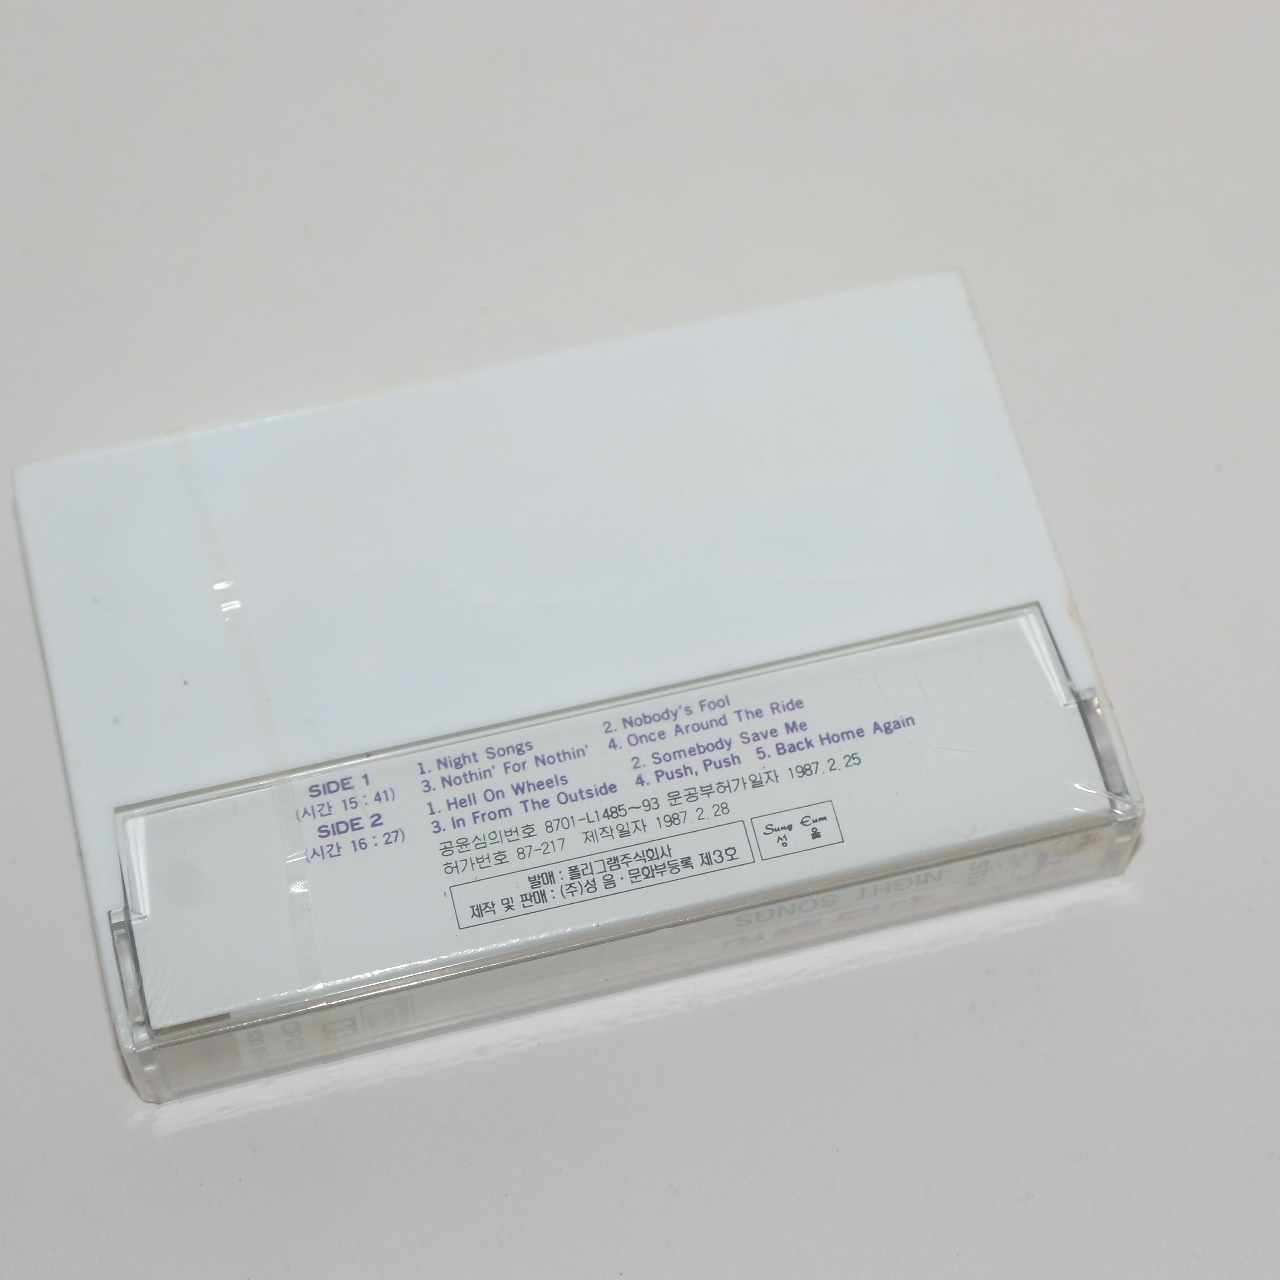 SIDE 1
(시간 15 : 41)
1. Night Songs 2. Nobody's Fool
3. Nothin' For Nothin' 4. Once Around The Ride
SIDE 2
(시간 16 : 27)
1. Hell On Wheels 2. Somebody Save Me
3. In From The Outside 4. Push, Push 5. Back Home Again
공윤심의번호 8701-L1485~93 문공부허가일자 1987.2.25
허가번호 87-217 제작일자 1987.2.28
발매 : 폴리그램주식회사
제작 및 판매 : (주)성 음 · 문화부등록 제3호
Sung Eum
성 음
NIGHT SONGS